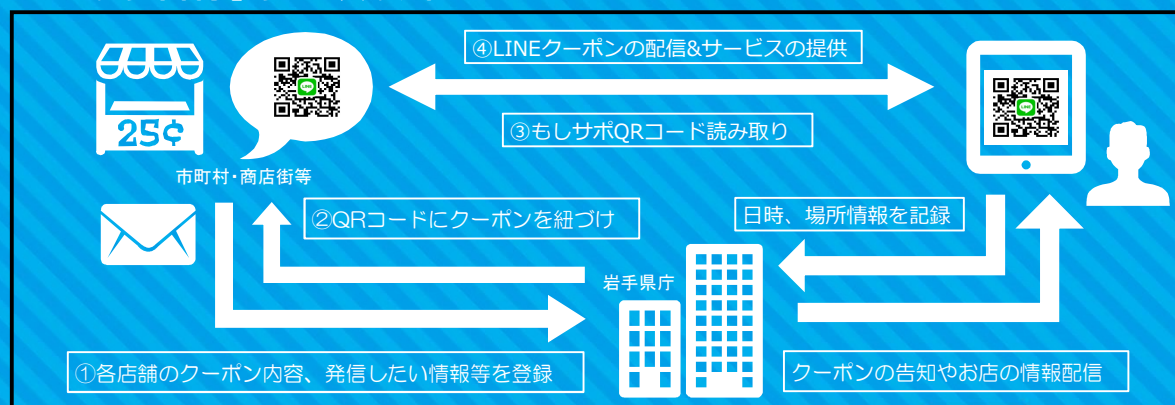 ④LINEクーポンの配信&サービスの提供
25¢
③もしサポQRコード読み取り
市町村・商店街等
②QRコードにクーポンを紐づけ
日時、場所情報を記録
岩手県庁
①各店舗のクーポン内容、発信したい情報等を登録
クーポンの告知やお店の情報配信